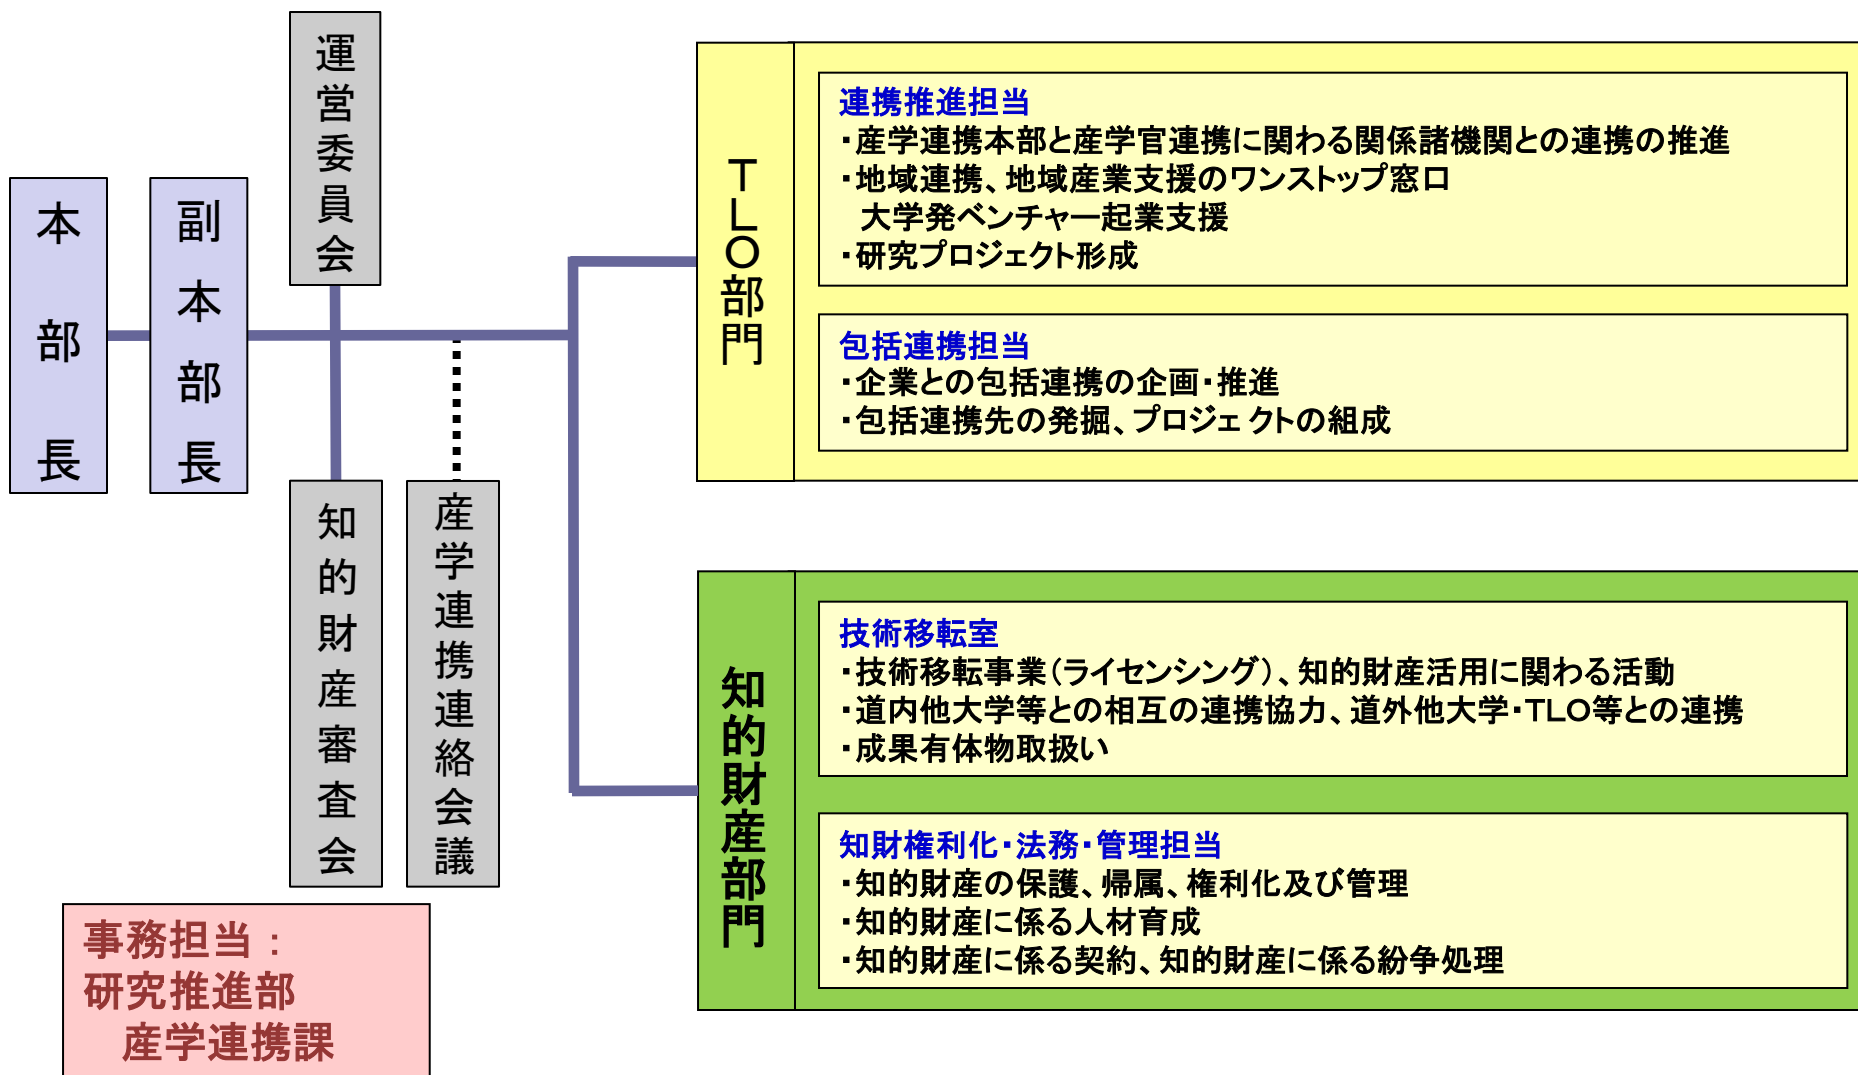 本部長
副本部長
運営委員会
知的財産審査会
産学連携連絡会議
事務担当：
研究推進部
産学連携課
TLO部門
連携推進担当
・産学連携本部と産学官連携に関わる関係諸機関との連携の推進
・地域連携、地域産業支援のワンストップ窓口
大学発ベンチャー起業支援
・研究プロジェクト形成
包括連携担当
・企業との包括連携の企画・推進
・包括連携先の発掘、プロジェクトの組成
知的財産部門
技術移転室
・技術移転事業（ライセンシング）、知的財産活用に関わる活動
・道内他大学等との相互の連携協力、道外他大学・TLO等との連携
・成果有体物取扱い
知財権利化・法務・管理担当
・知的財産の保護、帰属、権利化及び管理
・知的財産に係る人材育成
・知的財産に係る契約、知的財産に係る紛争処理